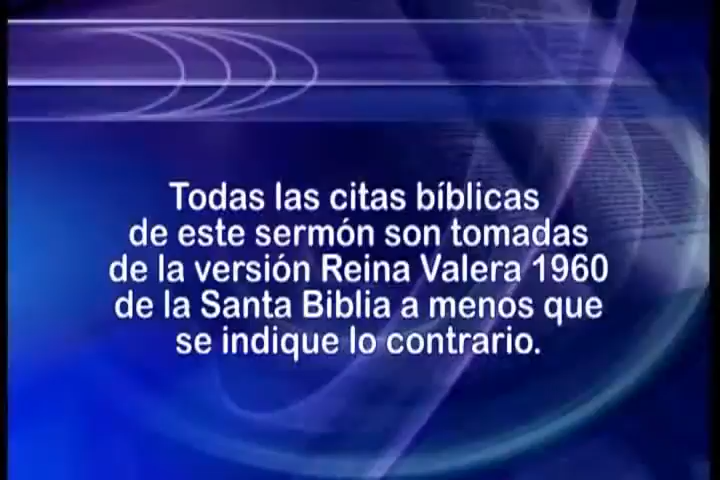 Todas las citas bíblicas
de este sermón son tomadas
de la versión Reina Valera 1960
de la Santa Biblia a menos que
se indique lo contrario.